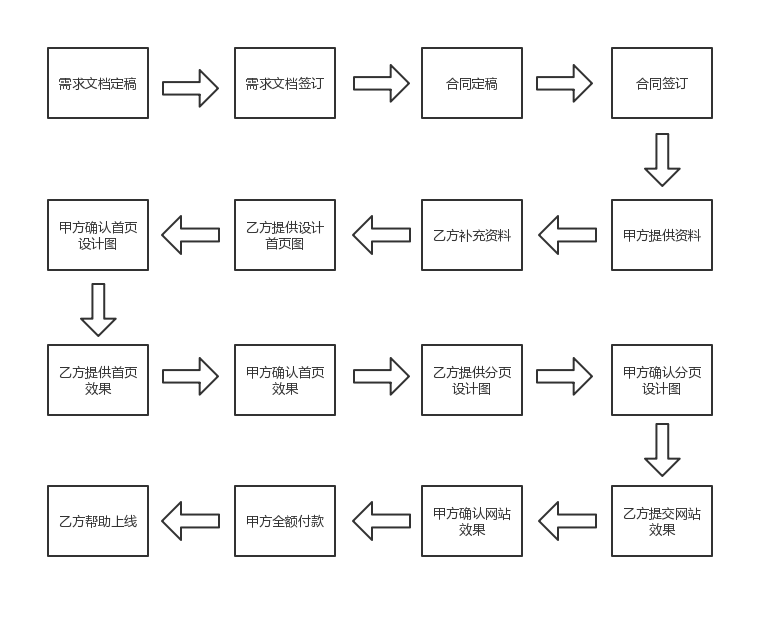 需求文档定稿
需求文档签订
合同定稿
合同签订
甲方提供资料
乙方补充资料
乙方提供设计
首页图
甲方确认首页
设计图
乙方提供首页
效果
甲方确认首页
效果
乙方提供分页
设计图
甲方确认分页
设计图
乙方提交网站
效果
甲方确认网站
效果
甲方全额付款
乙方帮助上线